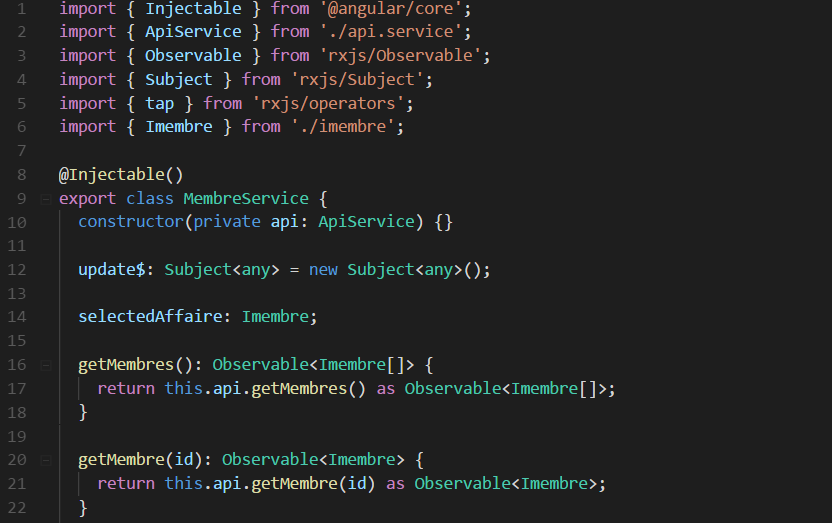 1 import { Injectable } from '@angular/core';
2 import { ApiService } from './api.service';
3 import { Observable } from 'rxjs/Observable';
4 import { Subject } from 'rxjs/Subject';
5 import { tap } from 'rxjs/operators';
6 import { Imembre } from './imembre';
7
8 @Injectable()
9 export class MembreService {
10   constructor(private api: ApiService) {}
11
12   update$: Subject<any> = new Subject<any>();
13
14   selectedAffaire: Imembre;
15
16   getMembres(): Observable<Imembre[]> {
17     return this.api.getMembres() as Observable<Imembre[]>;
18   }
19
20   getMembre(id): Observable<Imembre> {
21     return this.api.getMembre(id) as Observable<Imembre>;
22   }